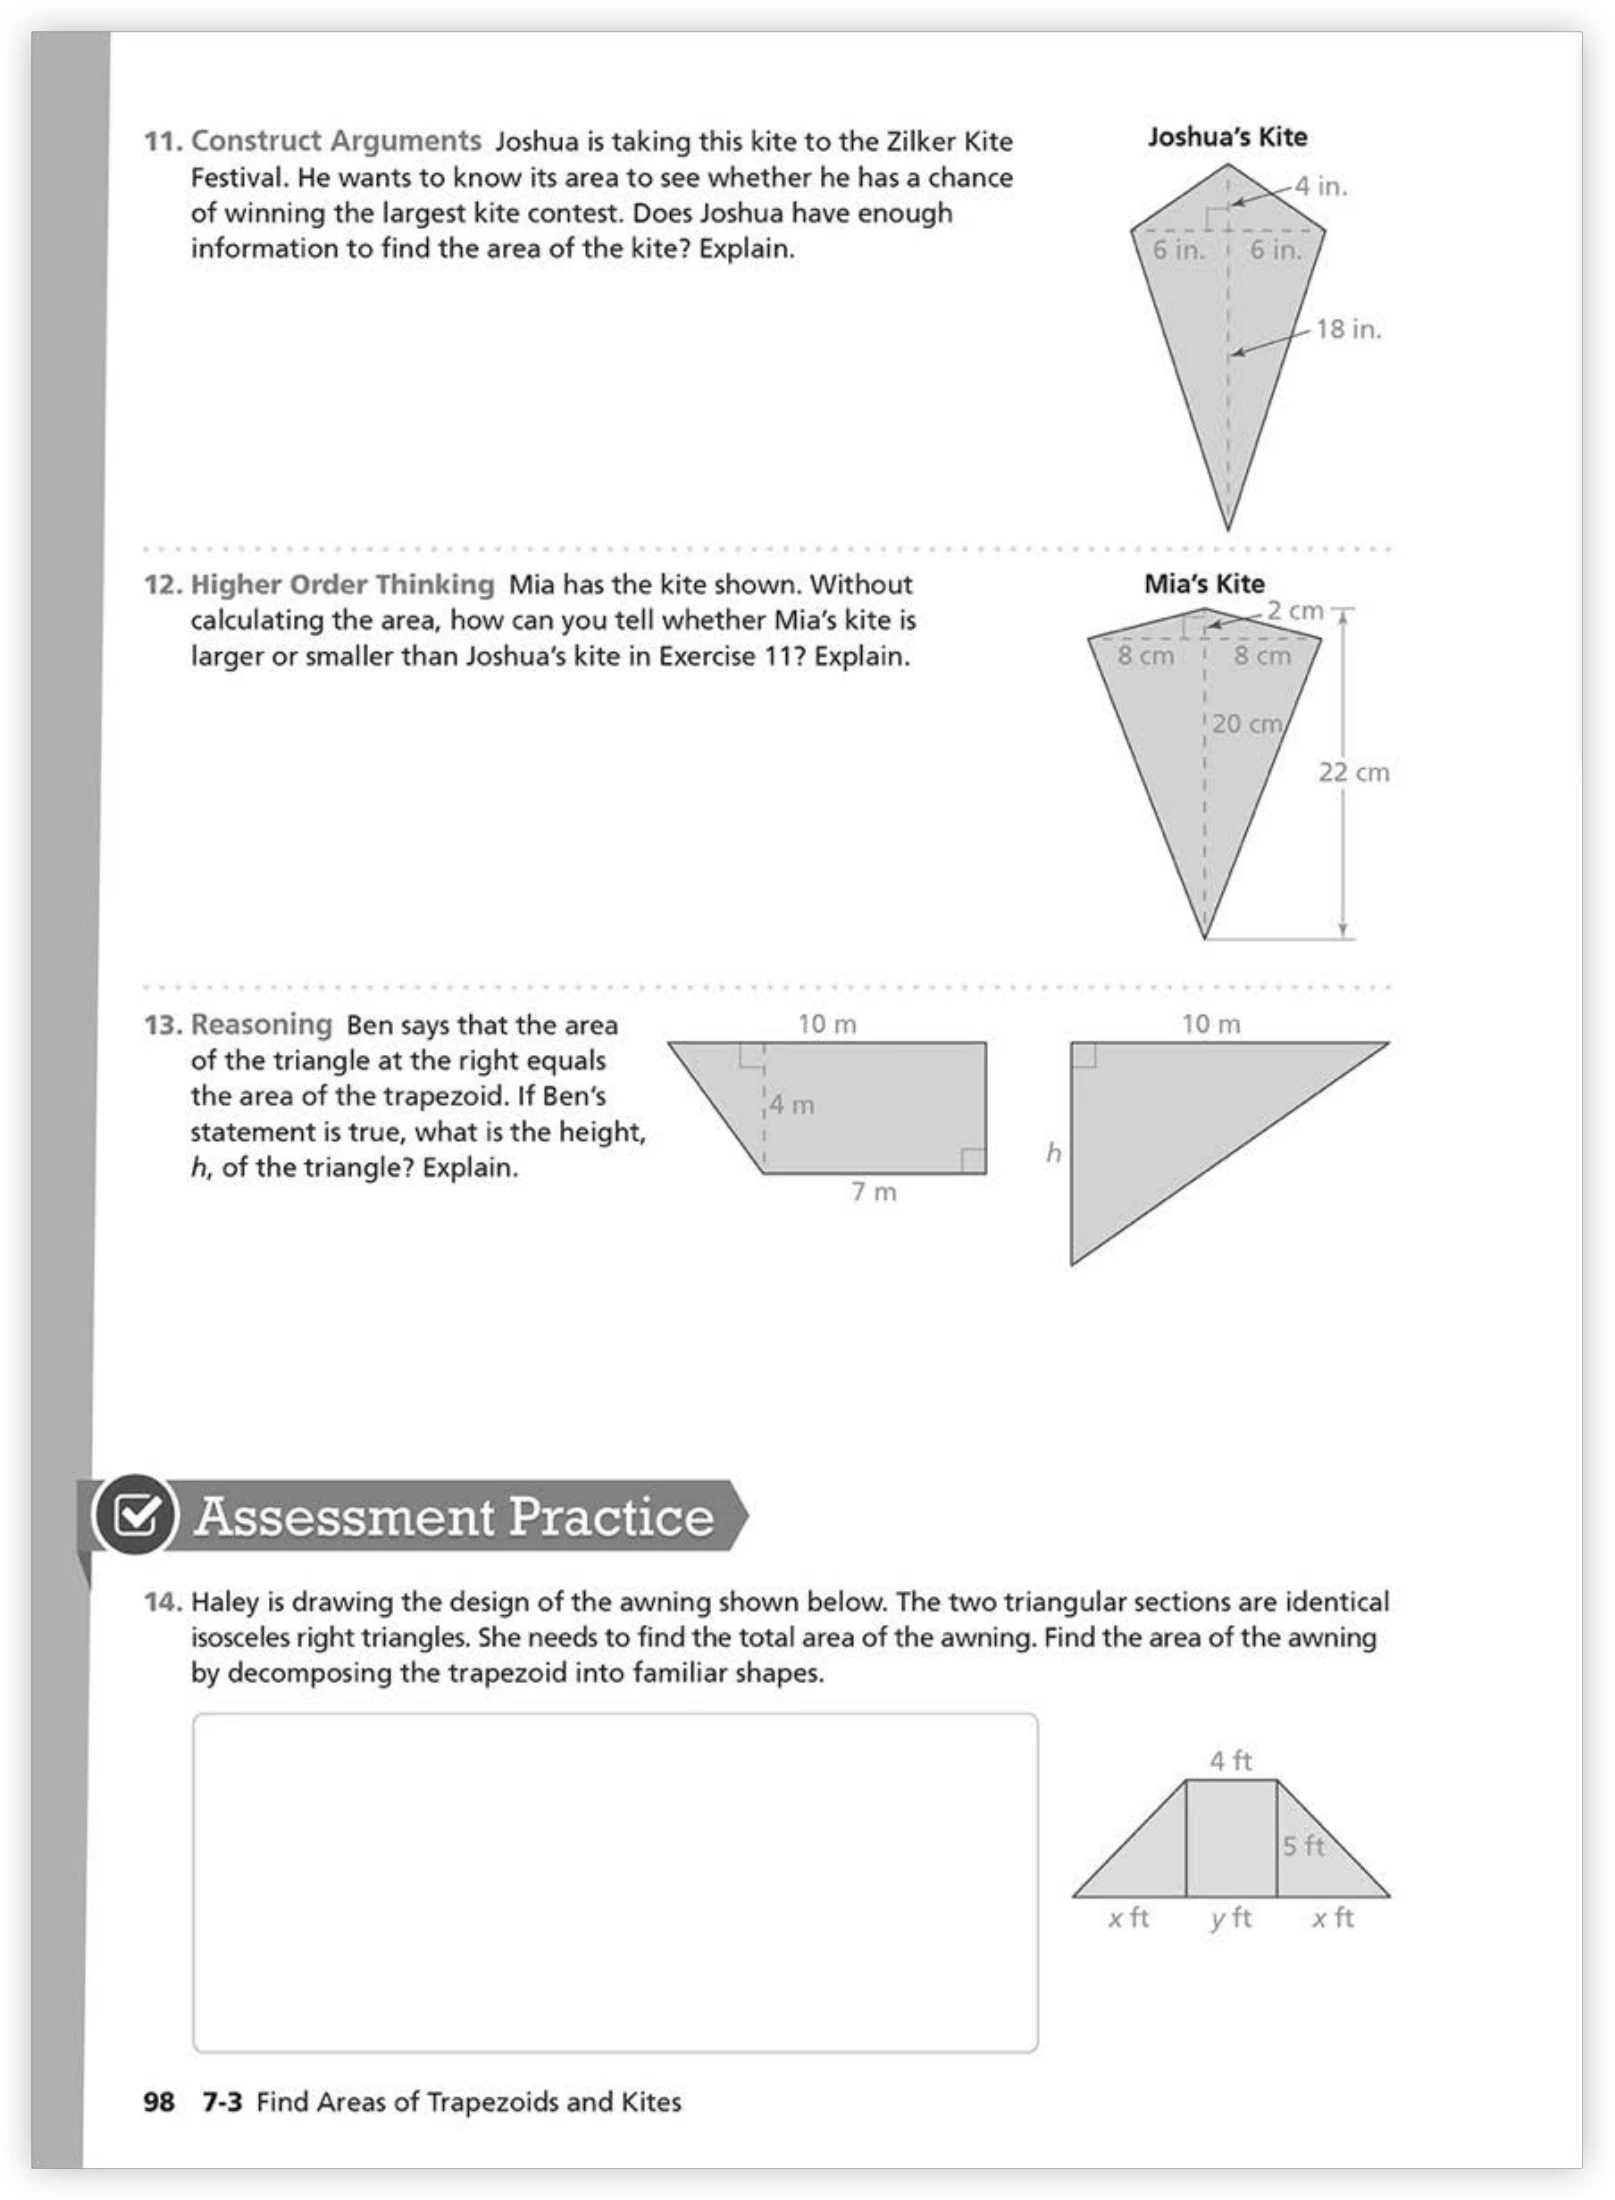 11. Construct Arguments Joshua is taking this kite to the Zilker Kite
Festival. He wants to know its area to see whether he has a chance
of winning the largest kite contest. Does Joshua have enough
information to find the area of the kite? Explain.
Joshua's Kite
4 in.
6 in. 6 in.
18 in.
12. Higher Order Thinking Mia has the kite shown. Without
calculating the area, how can you tell whether Mia's kite is
larger or smaller than Joshua's kite in Exercise 11? Explain.
Mia's Kite
2 cm
8 cm 8 cm
20 cm
22 cm
13. Reasoning Ben says that the area
of the triangle at the right equals
the area of the trapezoid. If Ben's
statement is true, what is the height,
h, of the triangle? Explain.
10 m
4 m
7 m
10 m
h
Assessment Practice
14. Haley is drawing the design of the awning shown below. The two triangular sections are identical
isosceles right triangles. She needs to find the total area of the awning. Find the area of the awning
by decomposing the trapezoid into familiar shapes.
4 ft
5 ft
x ft y ft x ft
98 7-3 Find Areas of Trapezoids and Kites